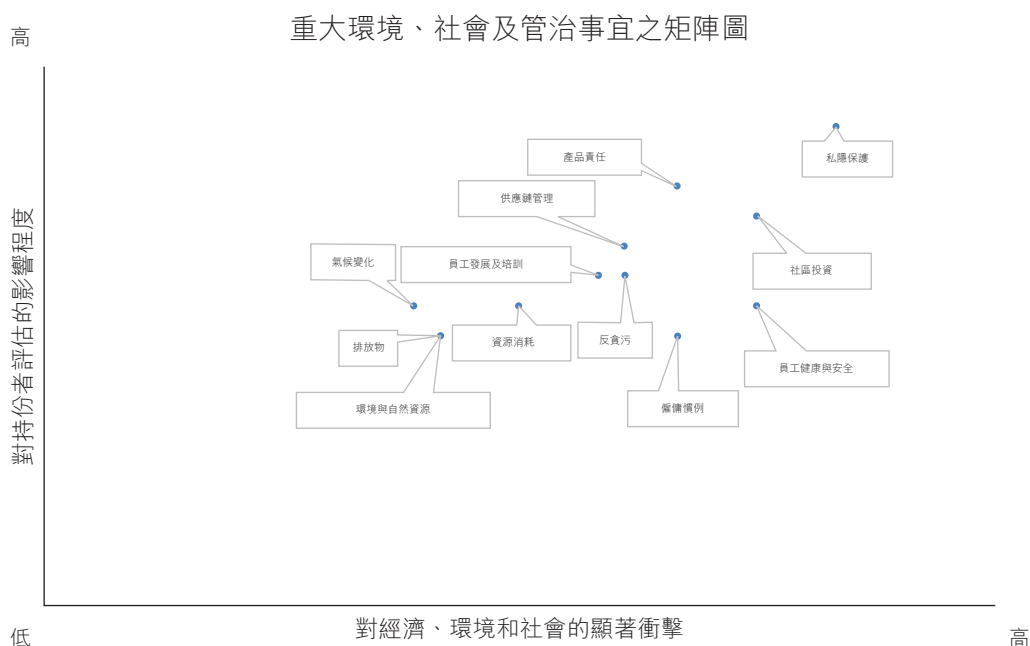 重大環境、社會及管治事宜之矩陣圖
高
對持份者評估的影響程度
私隱保護
產品責任
供應鏈管理
社區投資
氣候變化
員工發展及培訓
排放物
資源消耗
反貪污
員工健康與安全
環境與自然資源
僱傭慣例
低
對經濟、環境和社會的顯著衝擊
高